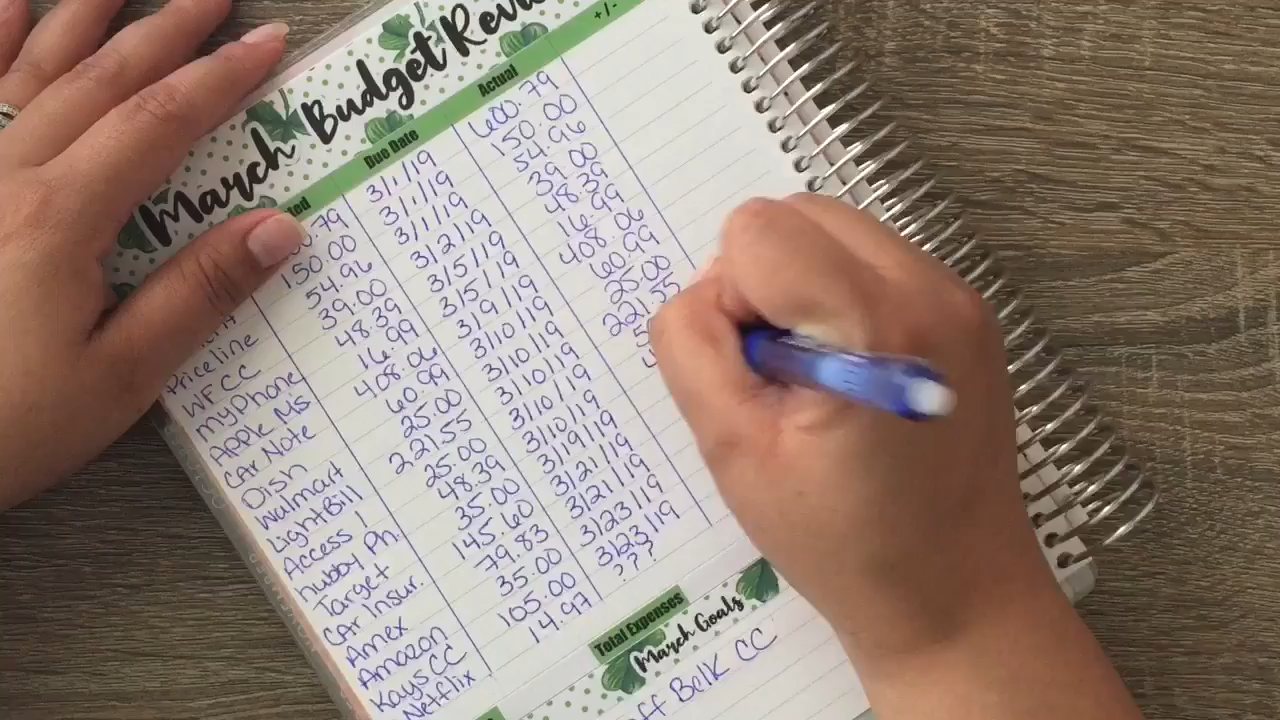 March Budget
Due Date Actual +/-
79 3/1/19 600.79
150.00 3/1/19 150.00
Priceline 54.96 3/1/19 54.96
WF CC 39.00 3/2/19 39.00
myPhone 48.39 3/5/19 48.39
Apple Ms 16.99 3/5/19 16.99
CAr Note 408.06 3/9/19 408.06
Dish 60.99 3/10/19 60.99
Walmart 25.00 3/10/19 25.00
LightBill 221.55 3/10/19
Access 1 25.00 3/10/19
hubby Ph. 48.39 3/10/19
Target 35.00 3/19/19
CAr Insur. 145.60 3/21/19
Annex 79.83 3/21/19
Amazon 35.00 3/23/19
Kays CC 105.00 3/23/19
Netflix 14.97 ???
Total Expenses
March Goals
off Belk CC